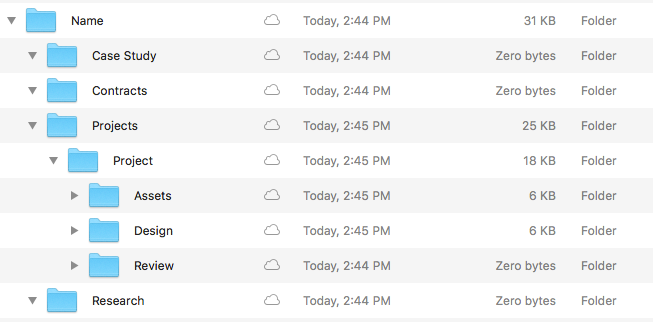 Name Today, 2:44 PM 31 KB Folder
Case Study Today, 2:44 PM Zero bytes Folder
Contracts Today, 2:44 PM Zero bytes Folder
Projects Today, 2:45 PM 25 KB Folder
Project Today, 2:45 PM 18 KB Folder
Assets Today, 2:45 PM 6 KB Folder
Design Today, 2:45 PM 6 KB Folder
Review Today, 2:44 PM Zero bytes Folder
Research Today, 2:44 PM Zero bytes Folder